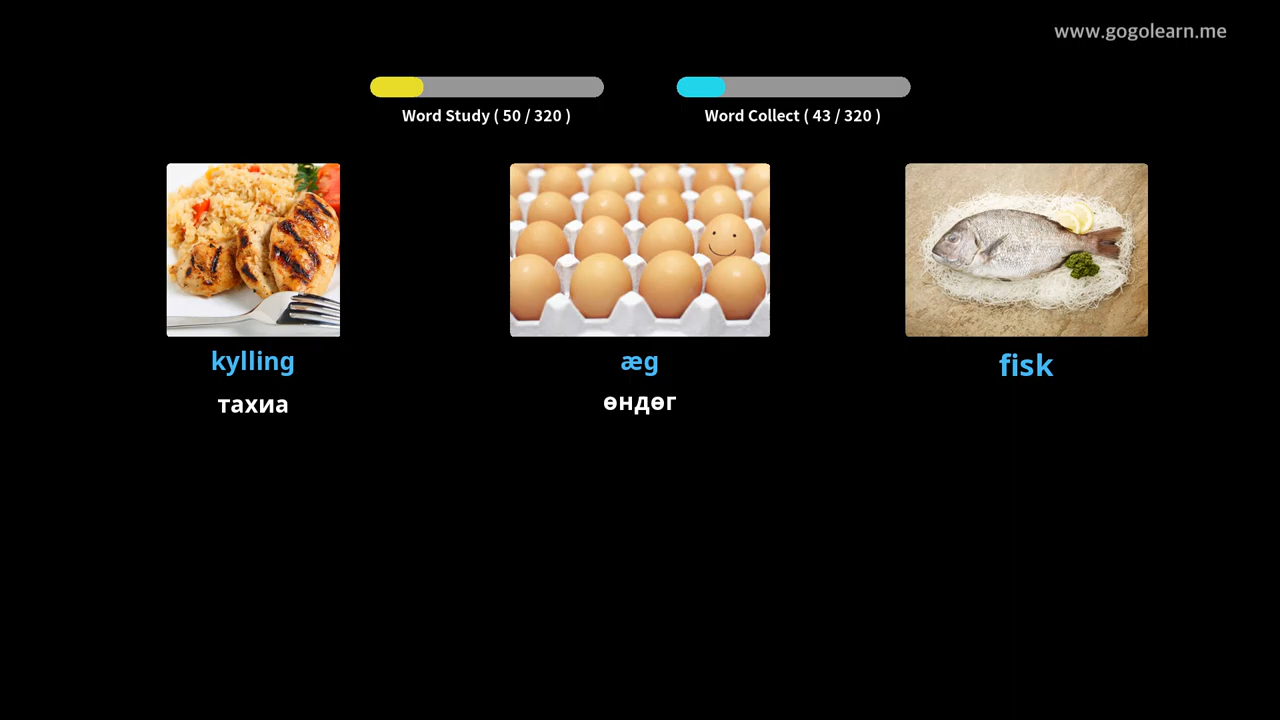 www.gogolearn.me
Word Study ( 50 / 320 )
Word Collect ( 43 / 320 )
kylling
æg
fisk
тахиа
өндөг